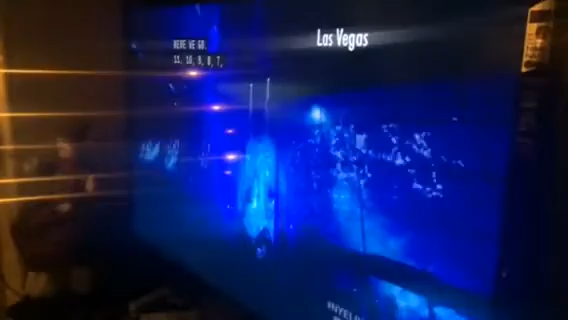 HERE WE GO.
11, 10, 9, 8, 7,
Las Vegas